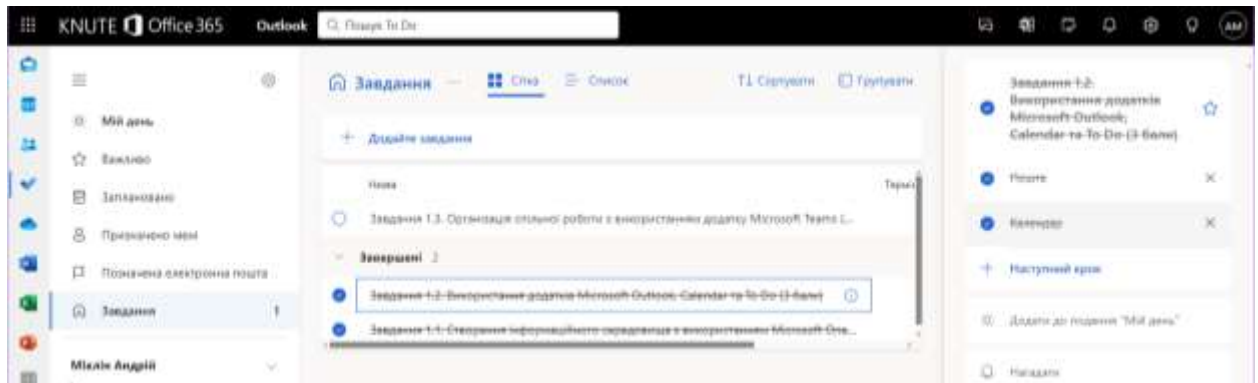 KNUTE Office 365 Outlook Пошук To Do AM
Завдання Сітка Список Сортувати Групувати
Завдання 1.2.
Використання додатків
Microsoft Outlook,
Calendar та To Do (3 бали)
Мій день
Додайте завдання
Важливо
Назва
Пошта
Заплановано
Завдання 1.3. Організація спільної роботи з використанням додатку Microsoft Teams (...
Призначено мені
Календар
Завершені 2
Позначена електронна пошта
Наступний крок
Завдання 1.2. Використання додатків Microsoft Outlook, Calendar та To Do (3 бали)
Завдання 1
Додати до подання "Мій день"
Завдання 1.1. Створення інформаційного середовища з використанням Microsoft One...
Андрій
Нагадати